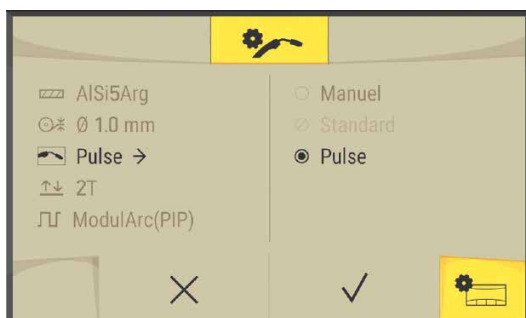 AlSi5Arg
Ø 1.0 mm
Pulse →
2T
ModulArc(PIP)
Manuel
Standard
Pulse